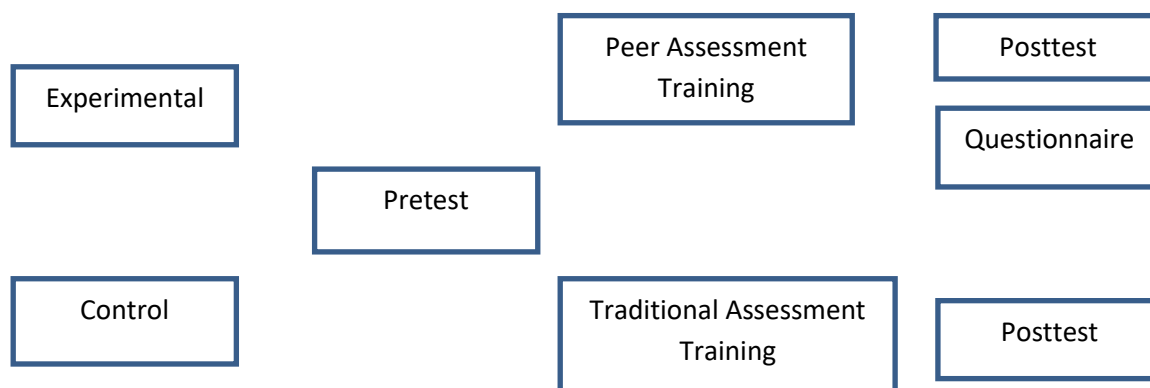 Experimental
Control
Pretest
Peer Assessment
Training
Traditional Assessment
Training
Posttest
Questionnaire
Posttest